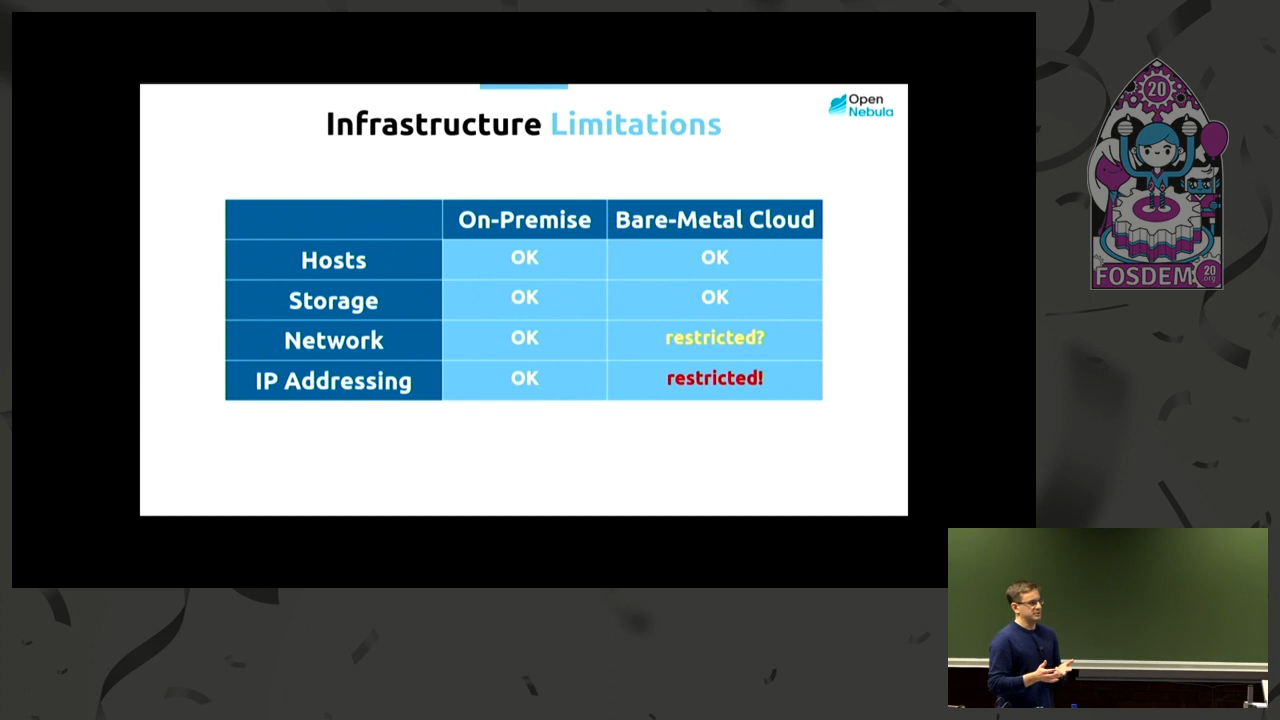 Infrastructure Limitations
Open
Nebula
On-Premise Bare-Metal Cloud
Hosts OK OK
Storage OK OK
Network OK restricted?
IP Addressing OK restricted!
20
FOSDEM
20
.org